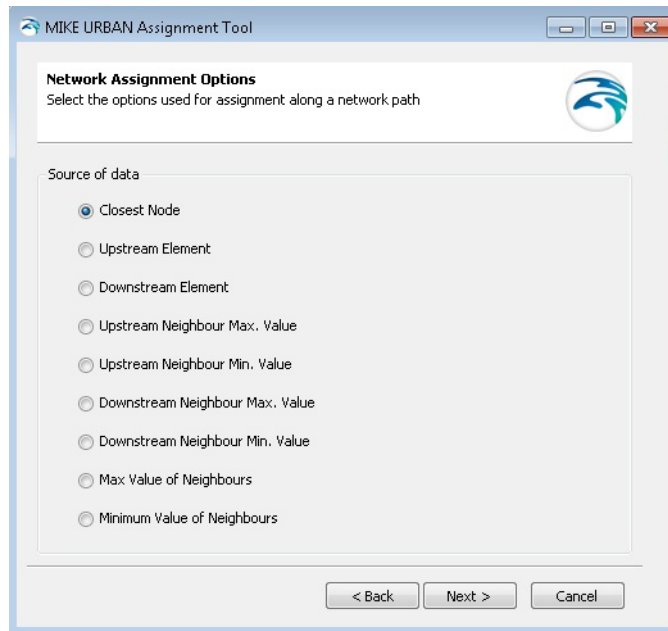 MIKE URBAN Assignment Tool
Network Assignment Options
Select the options used for assignment along a network path
Source of data
Closest Node
Upstream Element
Downstream Element
Upstream Neighbour Max. Value
Upstream Neighbour Min. Value
Downstream Neighbour Max. Value
Downstream Neighbour Min. Value
Max Value of Neighbours
Minimum Value of Neighbours
< Back Next > Cancel